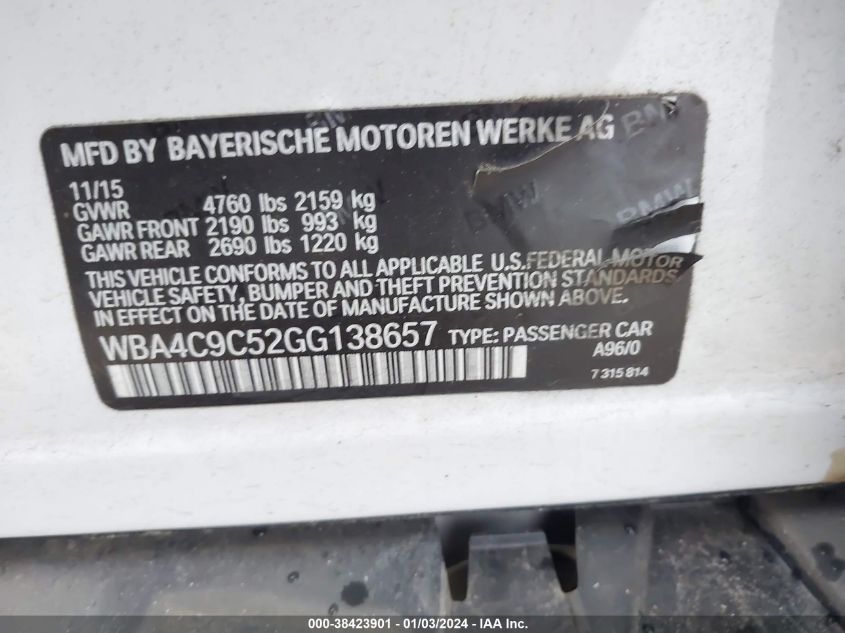 MFD BY BAYERISCHE MOTOREN WERKE AG
11/15
GVWR 4760 lbs 2159 kg
GAWR FRONT 2190 lbs 993 kg
GAWR REAR 2690 lbs 1220 kg
THIS VEHICLE CONFORMS TO ALL APPLICABLE U.S.FEDERAL MOTOR
VEHICLE SAFETY, BUMPER AND THEFT PREVENTION STANDARDS
IN EFFECT ON THE DATE OF MANUFACTURE SHOWN ABOVE.
WBA4C9C52GG138657 TYPE: PASSENGER CAR
A96/0
7 315 814
BMW
BMW
BMW
000-38423901 - 01/03/2024 - IAA Inc.